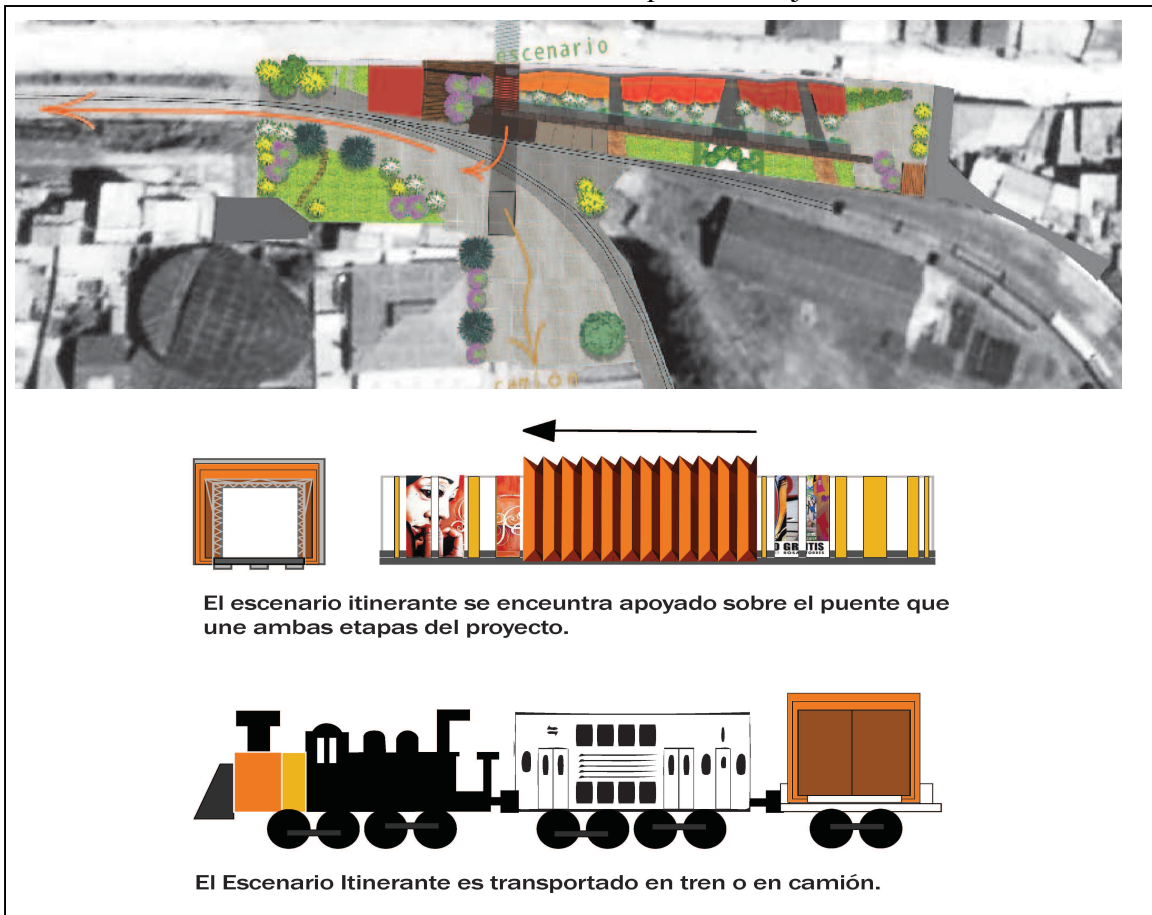 escenario
camión
GRATIS
El escenario itinerante se enceuntra apoyado sobre el puente que
une ambas etapas del proyecto.
El Escenario Itinerante es transportado en tren o en camión.